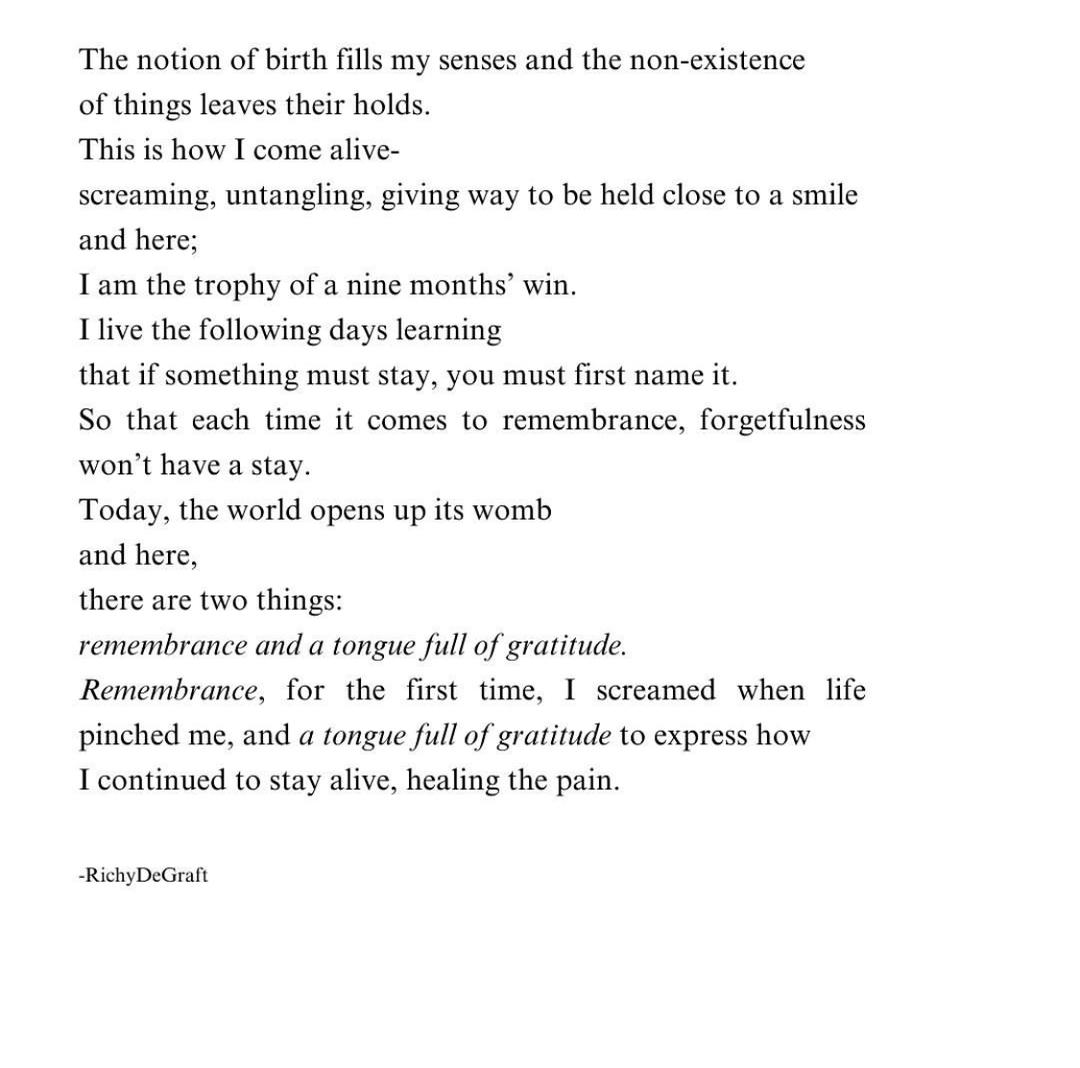 The notion of birth fills my senses and the non-existence
of things leaves their holds.
This is how I come alive-
screaming, untangling, giving way to be held close to a smile
and here;
I am the trophy of a nine months’ win.
I live the following days learning
that if something must stay, you must first name it.
So that each time it comes to remembrance, forgetfulness
won’t have a stay.
Today, the world opens up its womb
and here,
there are two things:
remembrance and a tongue full of gratitude.
Remembrance, for the first time, I screamed when life
pinched me, and a tongue full of gratitude to express how
I continued to stay alive, healing the pain.
-RichyDeGraft